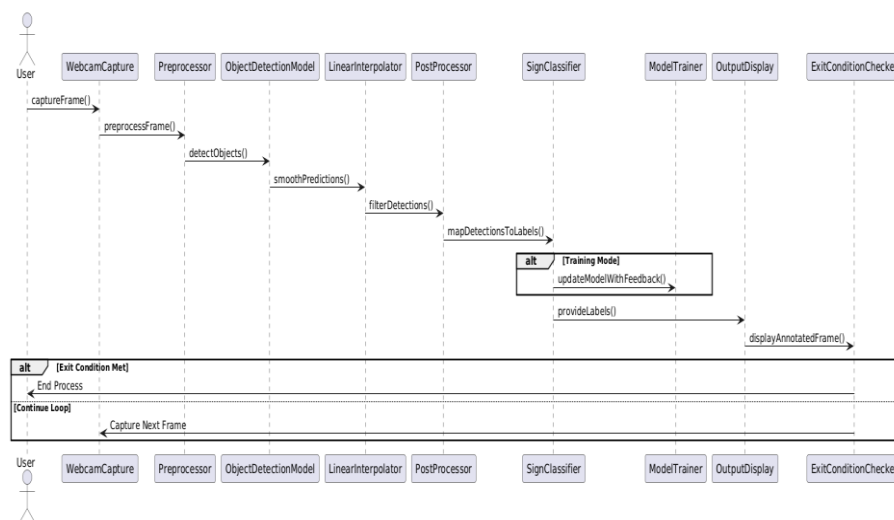 User
WebcamCapture
Preprocessor
ObjectDetectionModel
LinearInterpolator
PostProcessor
SignClassifier
ModelTrainer
OutputDisplay
ExitConditionChecke
captureFrame()
preprocessFrame()
detectObjects()
smoothPredictions()
filterDetections()
mapDetectionsToLabels()
alt [Training Mode]
updateModelWithFeedback()
provideLabels()
displayAnnotatedFrame()
alt [Exit Condition Met]
End Process
[Continue Loop]
Capture Next Frame
User
WebcamCapture
Preprocessor
ObjectDetectionModel
LinearInterpolator
PostProcessor
SignClassifier
ModelTrainer
OutputDisplay
ExitConditionChecke